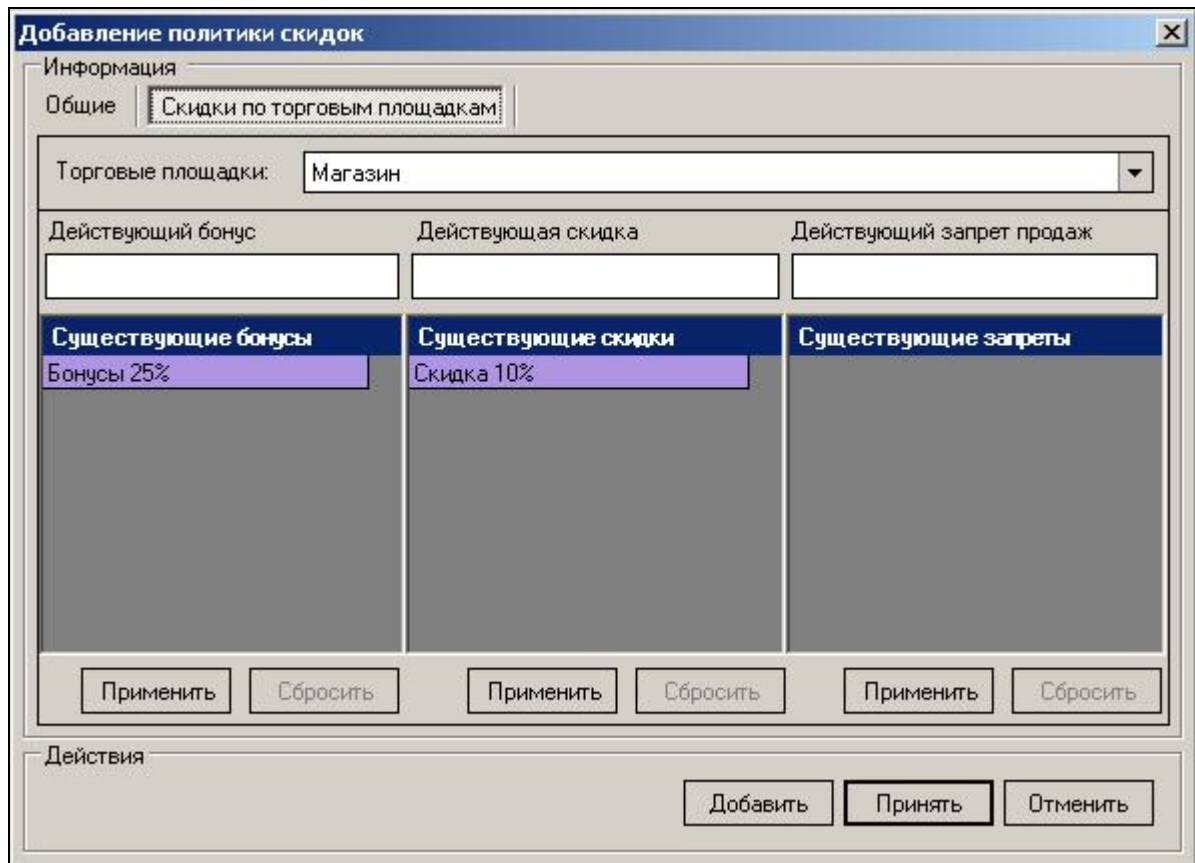 Добавление политики скидок
Информация
Общие Скидки по торговым площадкам
Торговые площадки: Магазин
Действующий бонус Действующая скидка Действующий запрет продаж
Существующие бонусы Существующие скидки Существующие запреты
Бонусы 25% Скидка 10%
Применить Сбросить Применить Сбросить Применить Сбросить
Действия
Добавить Принять Отменить